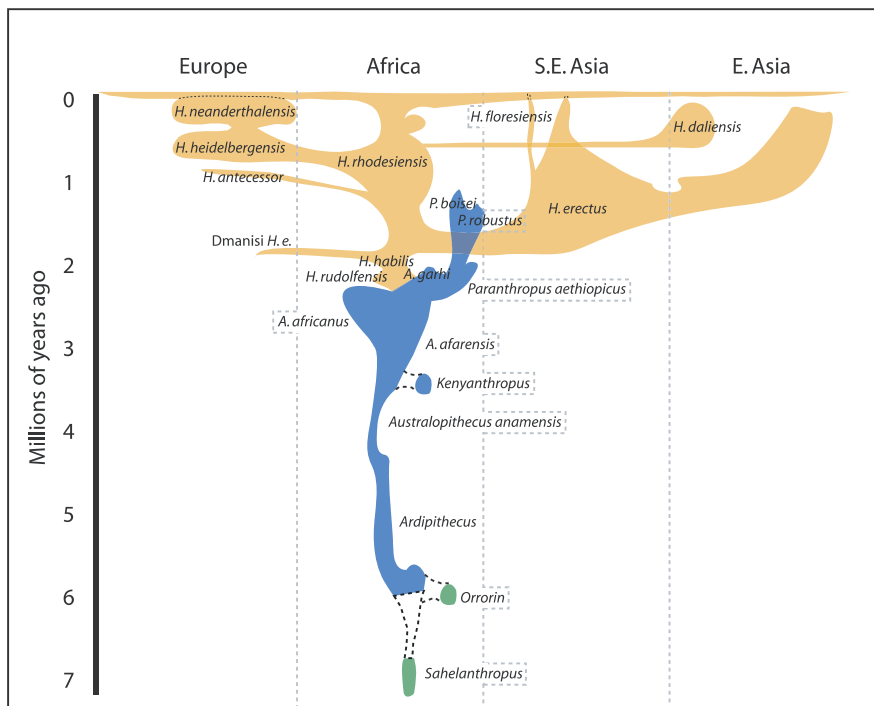 Europe
Africa
S.E. Asia
E. Asia
0
H. neanderthalensis
H. floresiensis
H. daliensis
H. heidelbergensis
H. rhodesiensis
H. antecessor
1
P. boisei
P. robustus
H. erectus
Dmanisi H. e.
H. habilis
2
H. rudolfensis
A. garhi
Paranthropus aethiopicus
A. africanus
3
A. afarensis
Kenyanthropus
Australopithecus anamensis
4
Millions of years ago
5
Ardipithecus
6
Orrorin
Sahelanthropus
7